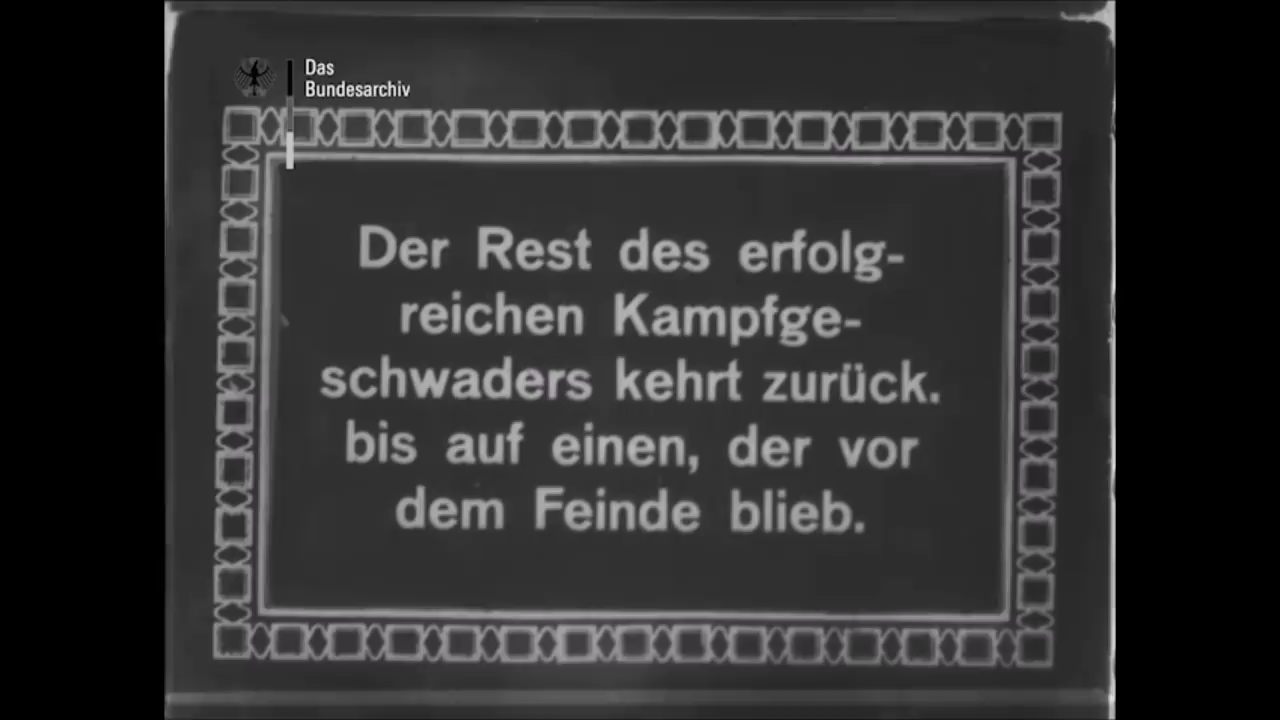 Das
Bundesarchiv
Der Rest des erfolg-
reichen Kampfge-
schwaders kehrt zurück.
bis auf einen, der vor
dem Feinde blieb.